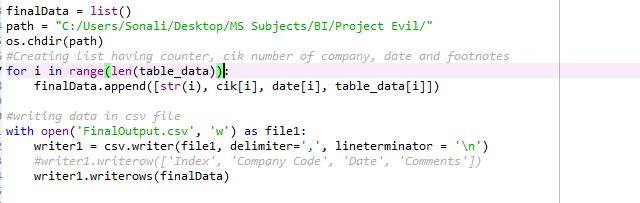 finalData = list()
path = "C:/Users/Sonali/Desktop/MS Subjects/BI/Project Evil/"
os.chdir(path)
#Creating list having counter, cik number of company, date and footnotes
for i in range(len(table_data)):
    finalData.append([str(i), cik[i], date[i], table_data[i]])

#writing data in csv file
with open('FinalOutput.csv', 'w') as file1:
    writer1 = csv.writer(file1, delimiter=',', lineterminator = '\n')
    #writer1.writerow(['Index', 'Company Code', 'Date', 'Comments'])
    writer1.writerows(finalData)